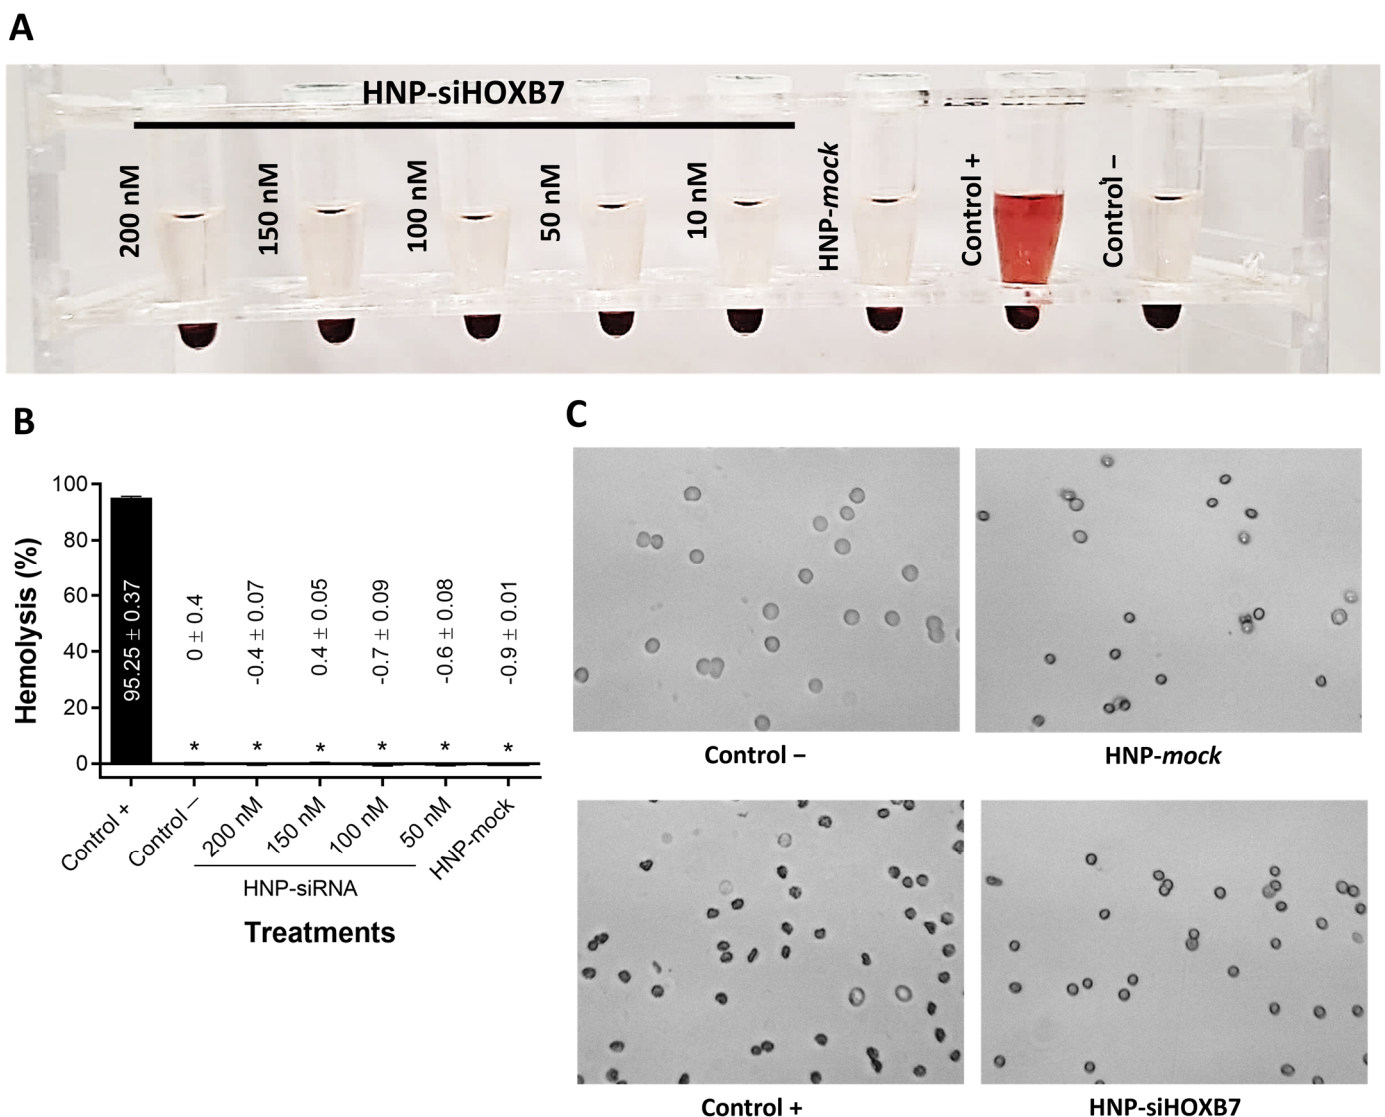 A
HNP-siHOXB7
200 nM
150 nM
100 nM
50 nM
10 nM
HNP-mock
Control +
Control –
B
Hemolysis (%)
100
80
60
40
20
0
95.25 ± 0.37
0 ± 0.4
-0.4 ± 0.07
0.4 ± 0.05
-0.7 ± 0.09
-0.6 ± 0.08
-0.9 ± 0.01
* * * * * *
Control +
Control –
200 nM
150 nM
100 nM
50 nM
HNP-mock
HNP-siRNA
Treatments
C
Control –
HNP-mock
Control +
HNP-siHOXB7